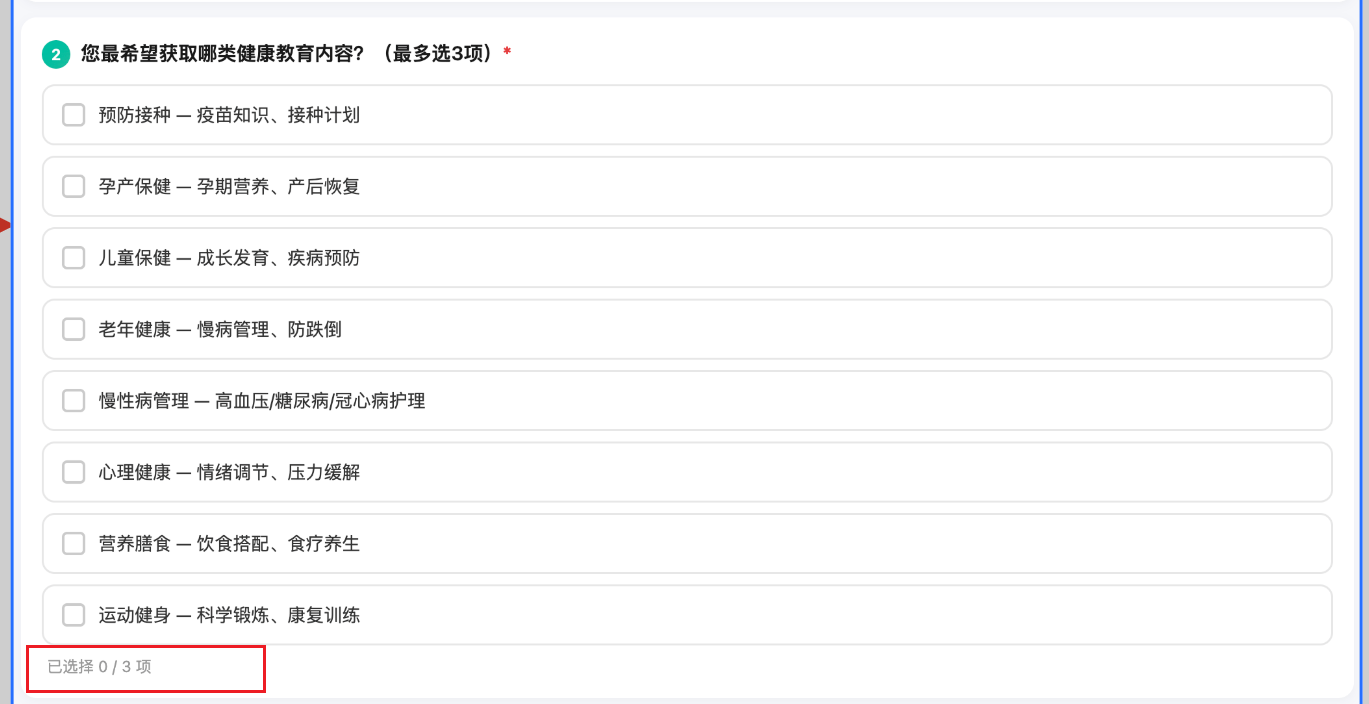 2 您最希望获取哪类健康教育内容？（最多选3项）*
预防接种 — 疫苗知识、接种计划
孕产保健 — 孕期营养、产后恢复
儿童保健 — 成长发育、疾病预防
老年健康 — 慢病管理、防跌倒
慢性病管理 — 高血压/糖尿病/冠心病护理
心理健康 — 情绪调节、压力缓解
营养膳食 — 饮食搭配、食疗养生
运动健身 — 科学锻炼、康复训练
已选择 0 / 3 项